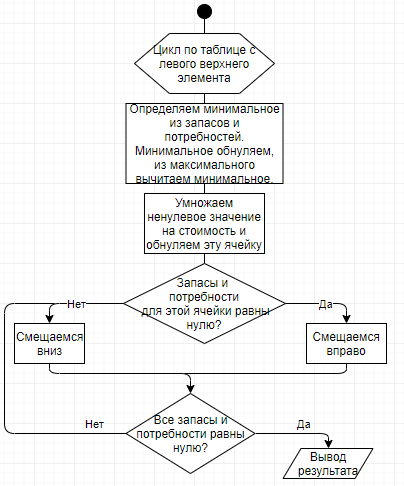 Цикл по таблице с
левого верхнего
элемента
Определяем минимальное
из запасов и
потребностей.
Минимальное обнуляем,
из максимального
вычитаем минимальное.
Умножаем
ненулевое значение
на стоимость и
обнуляем эту ячейку
Запасы и
потребности
для этой ячейки равны
нулю?
Нет
Да
Смещаемся
вниз
Смещаемся
вправо
Все запасы и
потребности равны
нулю?
Нет
Да
Вывод
результата